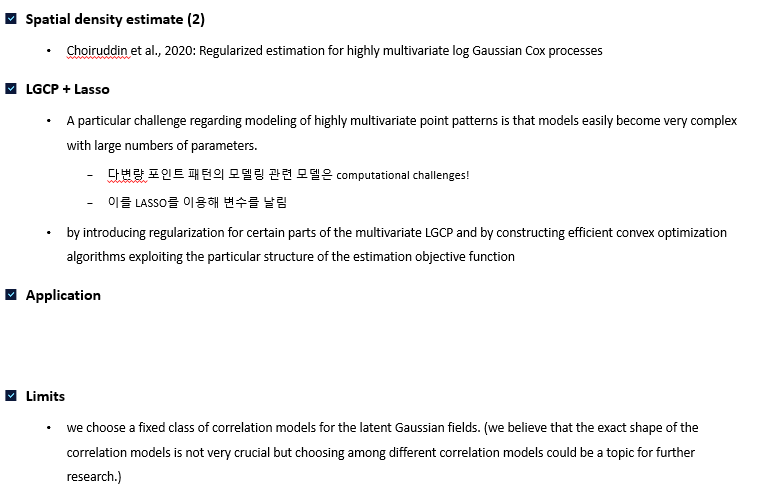 Spatial density estimate (2)
• Choiruddin et al., 2020: Regularized estimation for highly multivariate log Gaussian Cox processes
LGCP + Lasso
• A particular challenge regarding modeling of highly multivariate point patterns is that models easily become very complex
with large numbers of parameters.
– 다변량 포인트 패턴의 모델링 관련 모델은 computational challenges!
– 이를 LASSO를 이용해 변수를 날림
• by introducing regularization for certain parts of the multivariate LGCP and by constructing efficient convex optimization
algorithms exploiting the particular structure of the estimation objective function
Application
Limits
• we choose a fixed class of correlation models for the latent Gaussian fields. (we believe that the exact shape of the
correlation models is not very crucial but choosing among different correlation models could be a topic for further
research.)